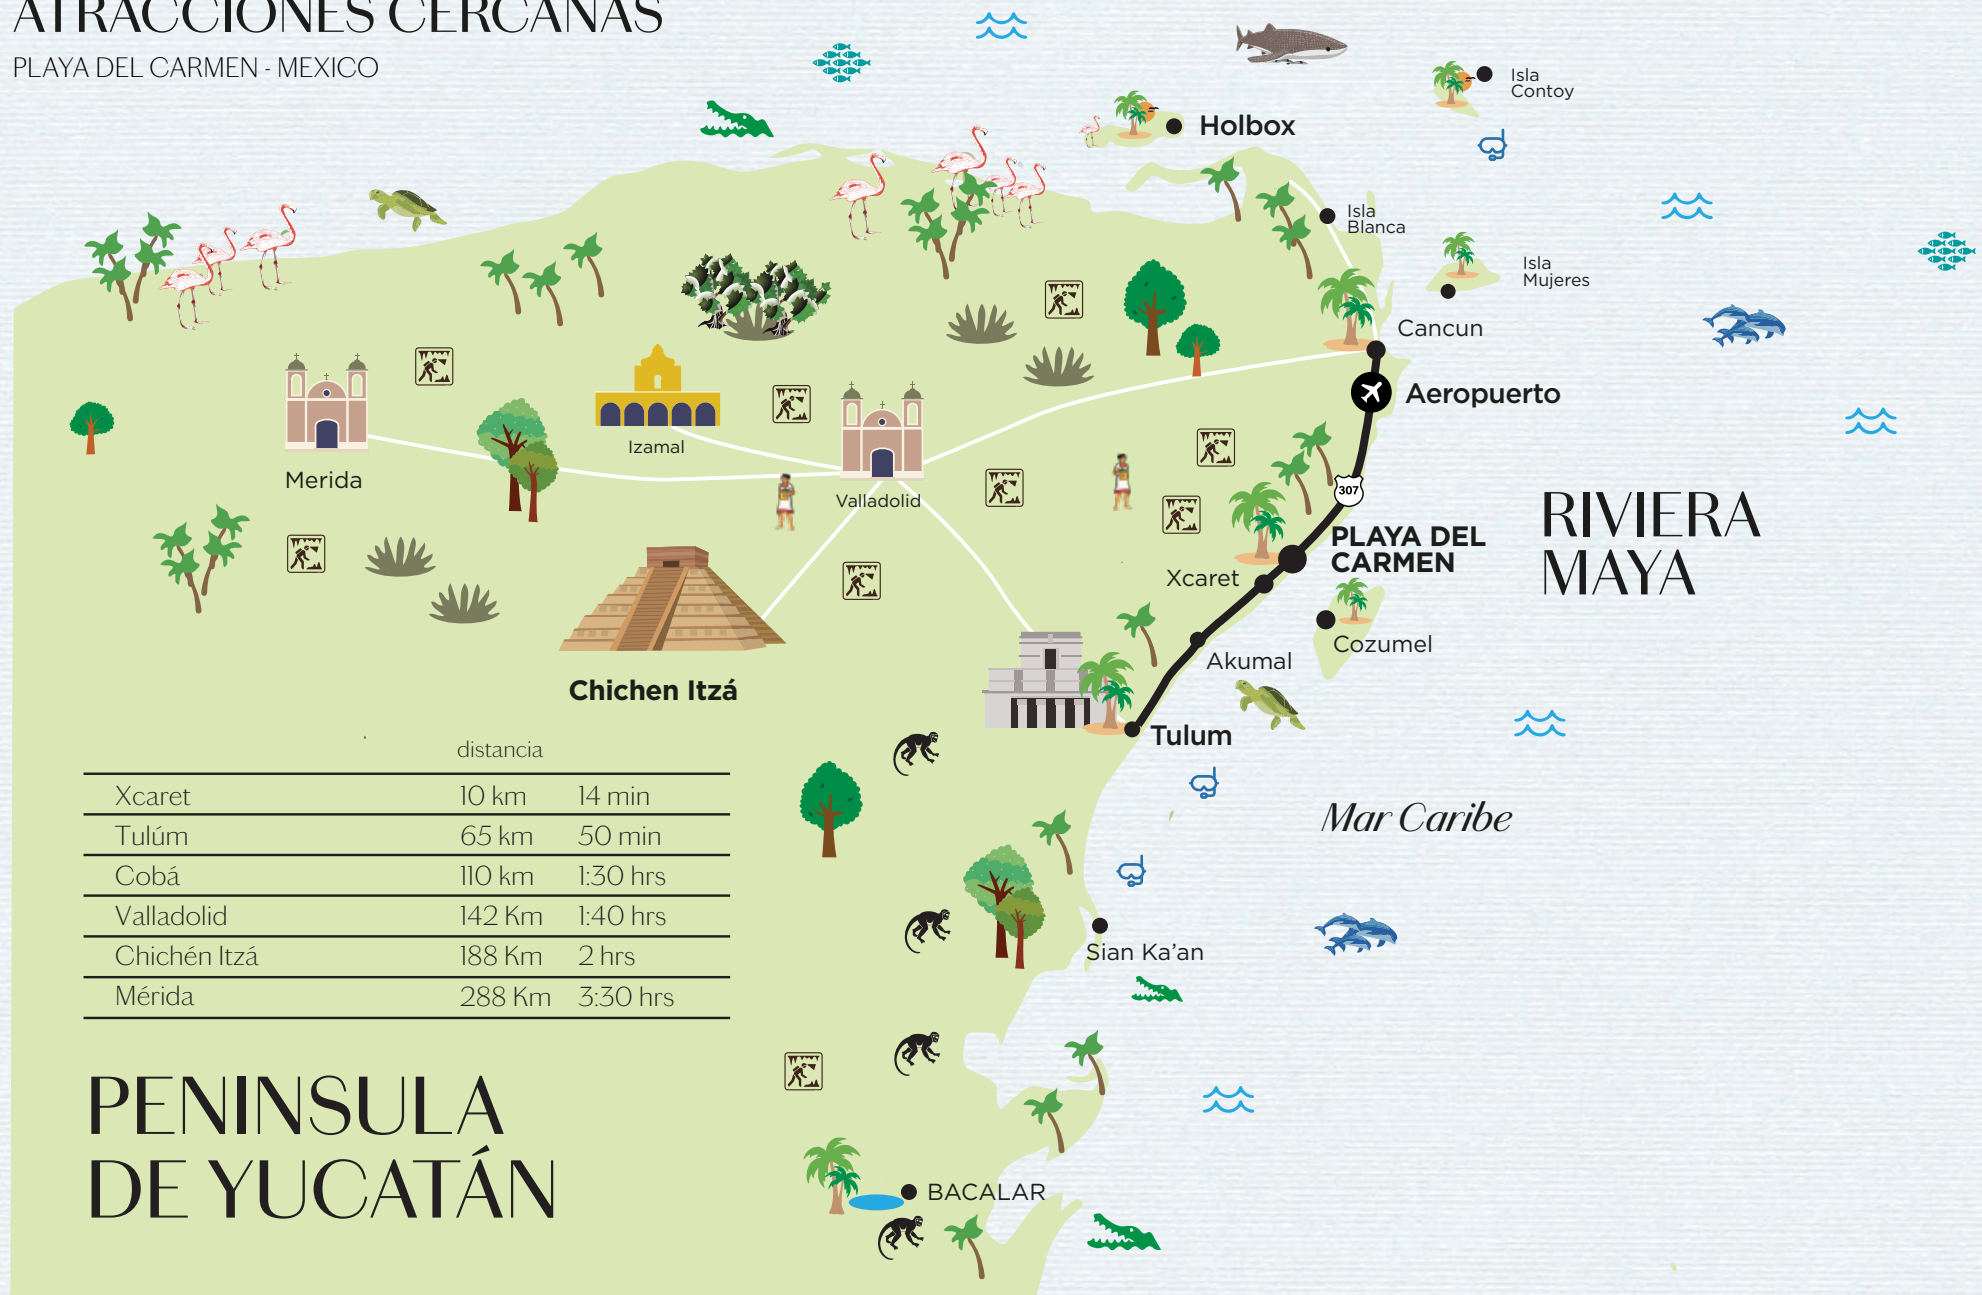 ATRACCIONES CERCANAS
PLAYA DEL CARMEN - MEXICO
Isla
Contoy
Holbox
Isla
Blanca
Isla
Mujeres
Cancun
Aeropuerto
Izamal
Merida
Valladolid
307
RIVIERA
MAYA
PLAYA DEL
CARMEN
Xcaret
Cozumel
Akumal
Chichen Itzá
Tulum
Mar Caribe
distancia
Xcaret 10 km 14 min
Tulúm 65 km 50 min
Cobá 110 km 1:30 hrs
Valladolid 142 Km 1:40 hrs
Chichén Itzá 188 Km 2 hrs
Mérida 288 Km 3:30 hrs
Sian Ka'an
PENINSULA
DE YUCATÁN
BACALAR